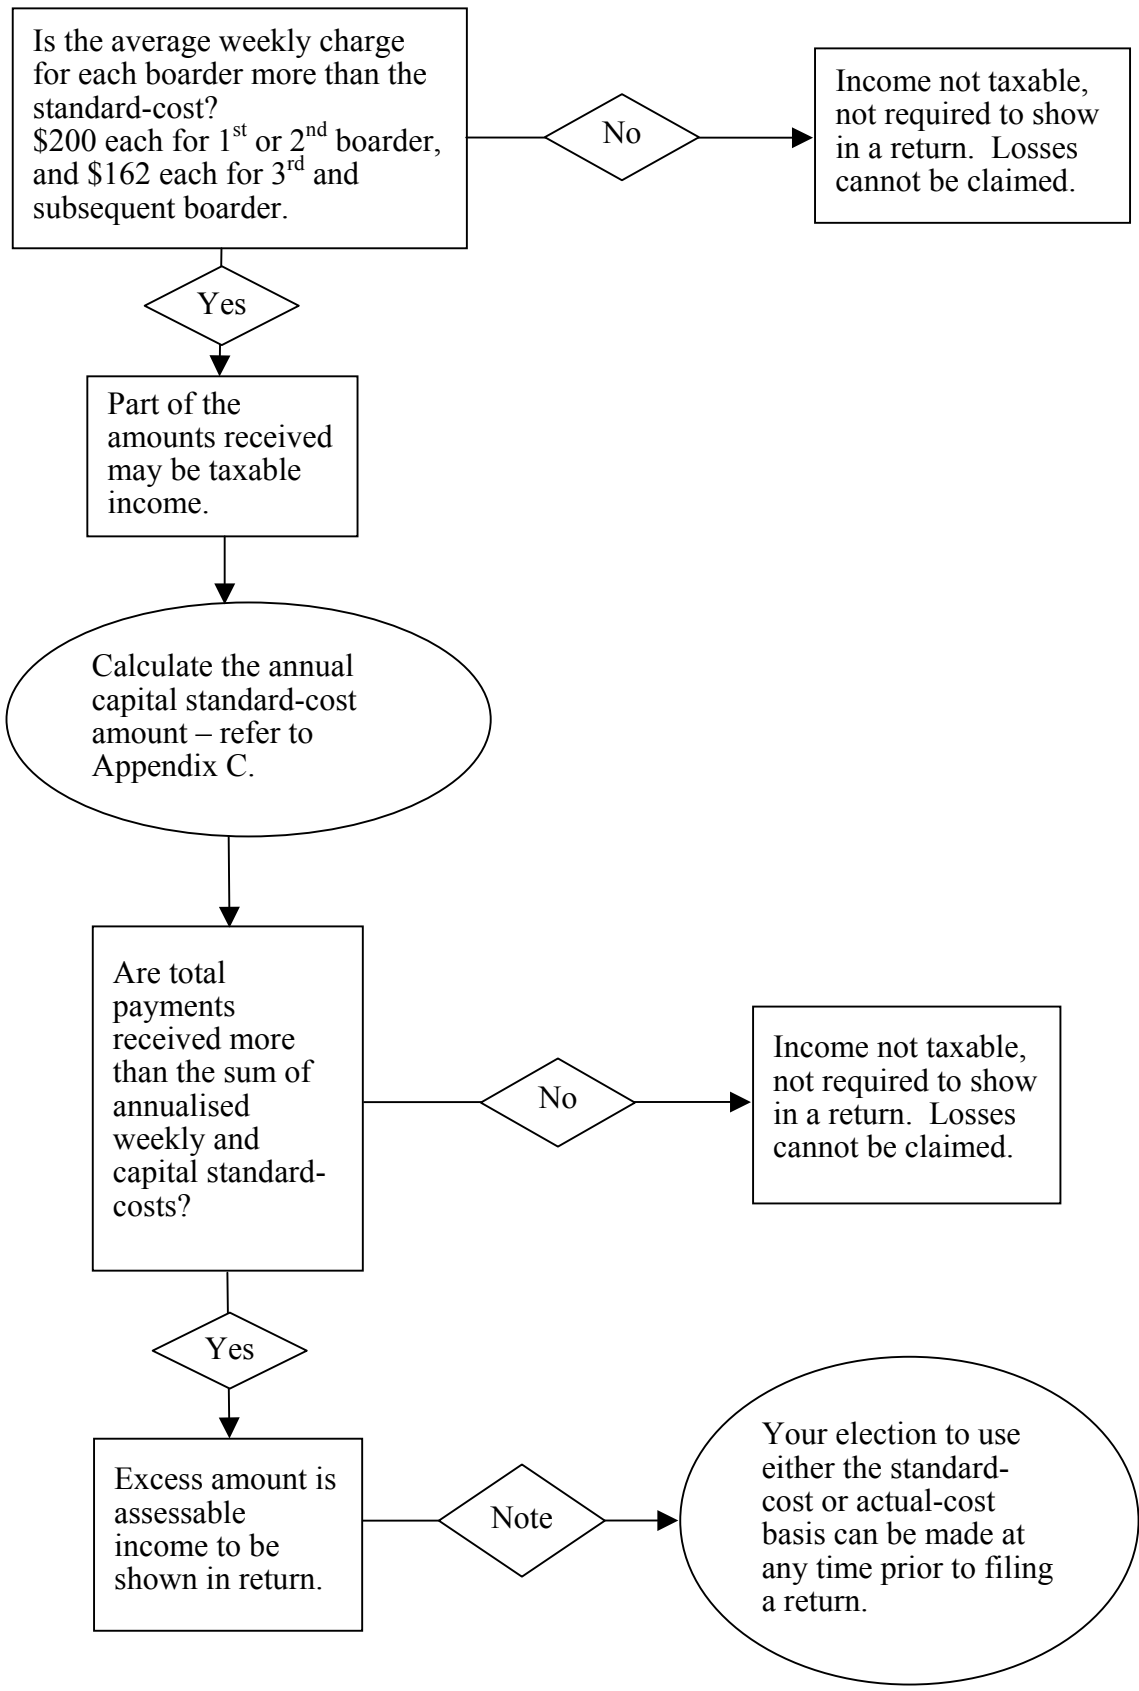 Is the average weekly charge
for each boarder more than the
standard-cost?
$200 each for 1st or 2nd boarder,
and $162 each for 3rd and
subsequent boarder.
No
Income not taxable,
not required to show
in a return. Losses
cannot be claimed.
Yes
Part of the
amounts received
may be taxable
income.
Calculate the annual
capital standard-cost
amount – refer to
Appendix C.
Are total
payments
received more
than the sum of
annualised
weekly and
capital standard-
costs?
No
Income not taxable,
not required to show
in a return. Losses
cannot be claimed.
Yes
Excess amount is
assessable
income to be
shown in return.
Note
Your election to use
either the standard-
cost or actual-cost
basis can be made at
any time prior to filing
a return.